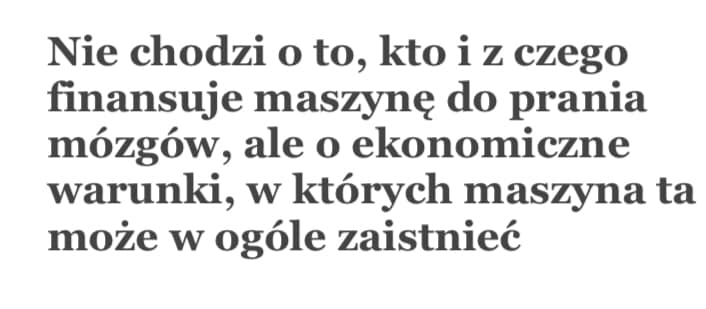 Nie chodzi o to, kto i z czego
finansuje maszynę do prania
mózgów, ale o ekonomiczne
warunki, w których maszyna ta
może w ogóle zaistnieć